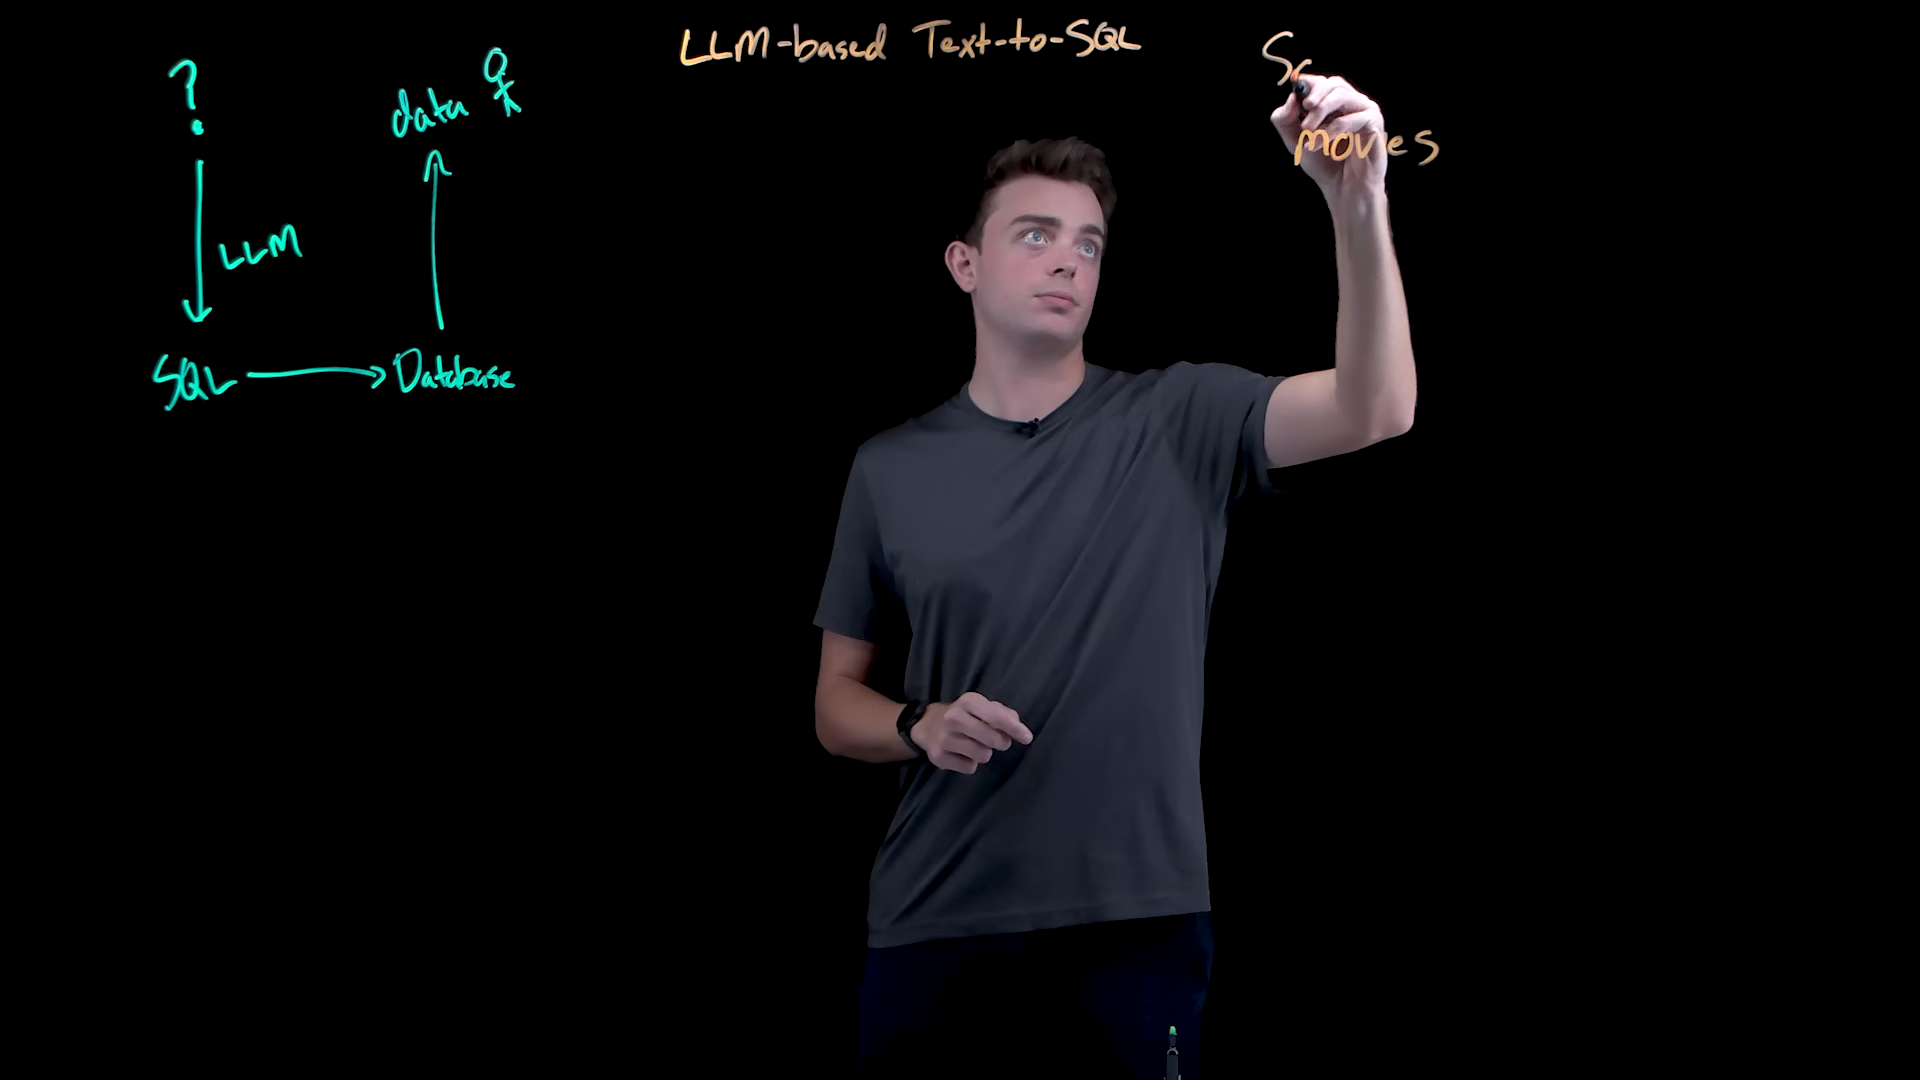 LLM-based Text-to-SQL
?
data
LLM
SQL
Database
movies